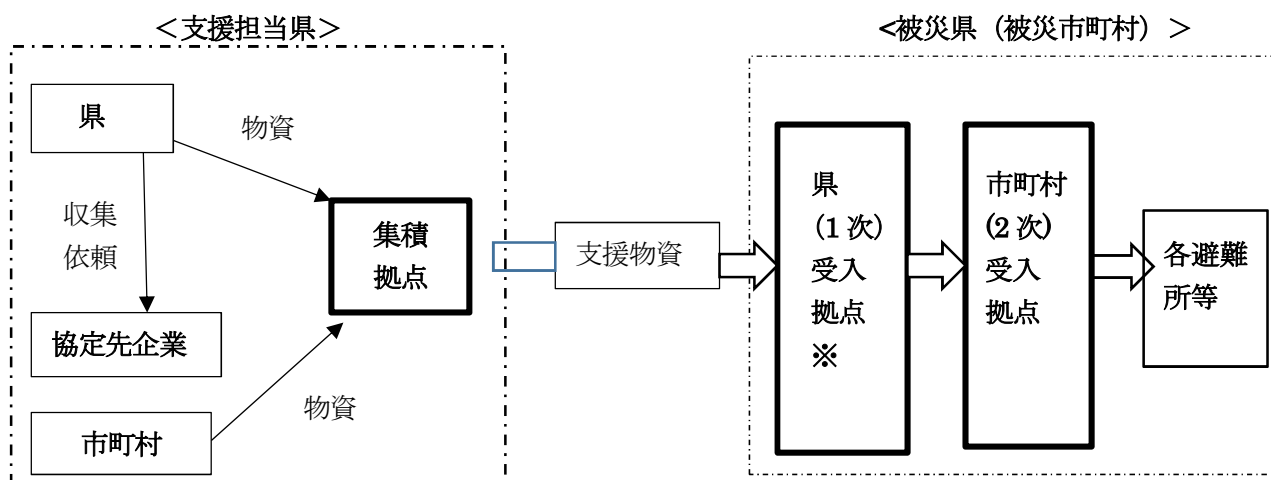 ＜支援担当県＞
<被災県（被災市町村）＞
県
物資
収集
依頼
集積
拠点
協定先企業
物資
市町村
支援物資
県
（1 次）
受入
拠点
※
市町村
(2 次)
受入
拠点
各避難
所等